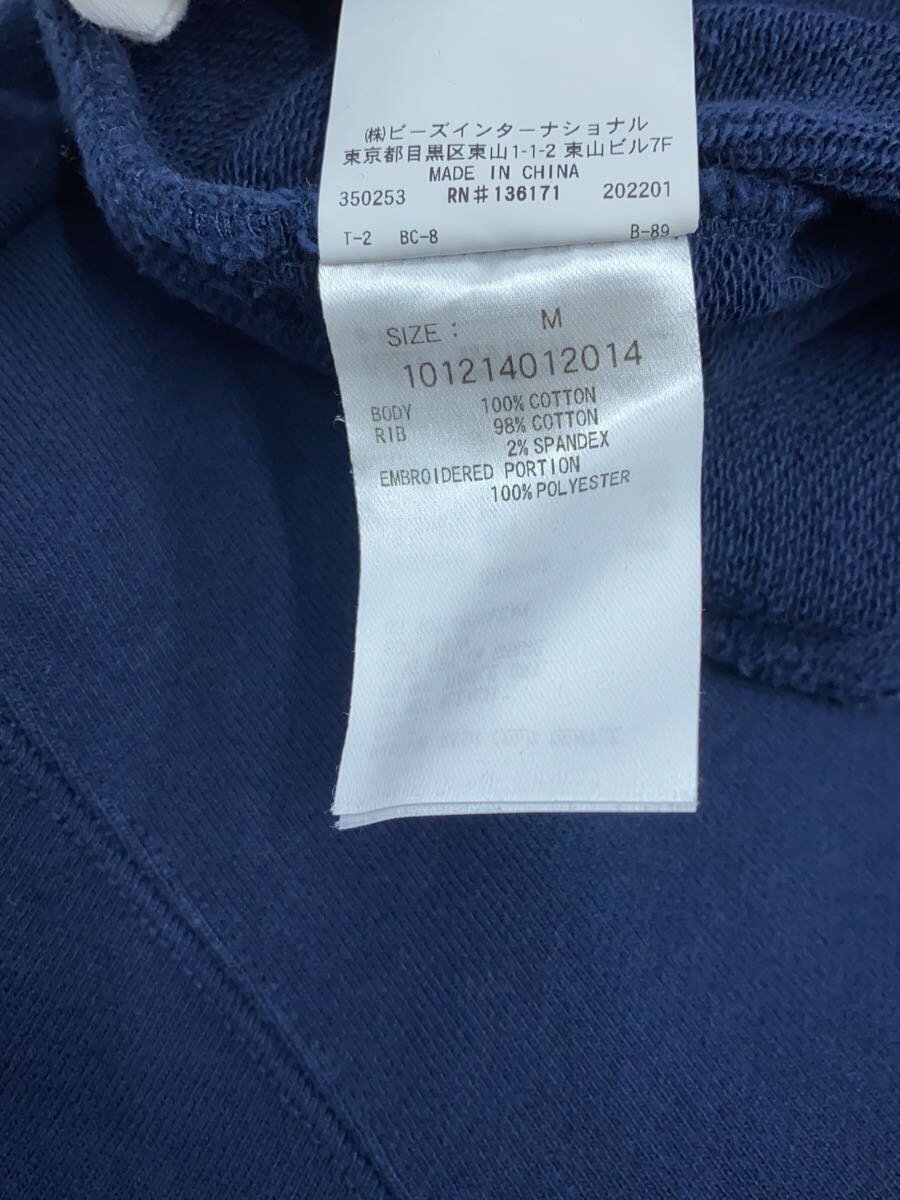 ㈱ビーズインターナショナル
東京都目黒区東山1-1-2 東山ビル7F
MADE IN CHINA
350253 RN#136171 202201
T-2 BC-8 B-89
SIZE : M
101214012014
BODY 100% COTTON
RIB 98% COTTON
2% SPANDEX
EMBROIDERED PORTION
100% POLYESTER